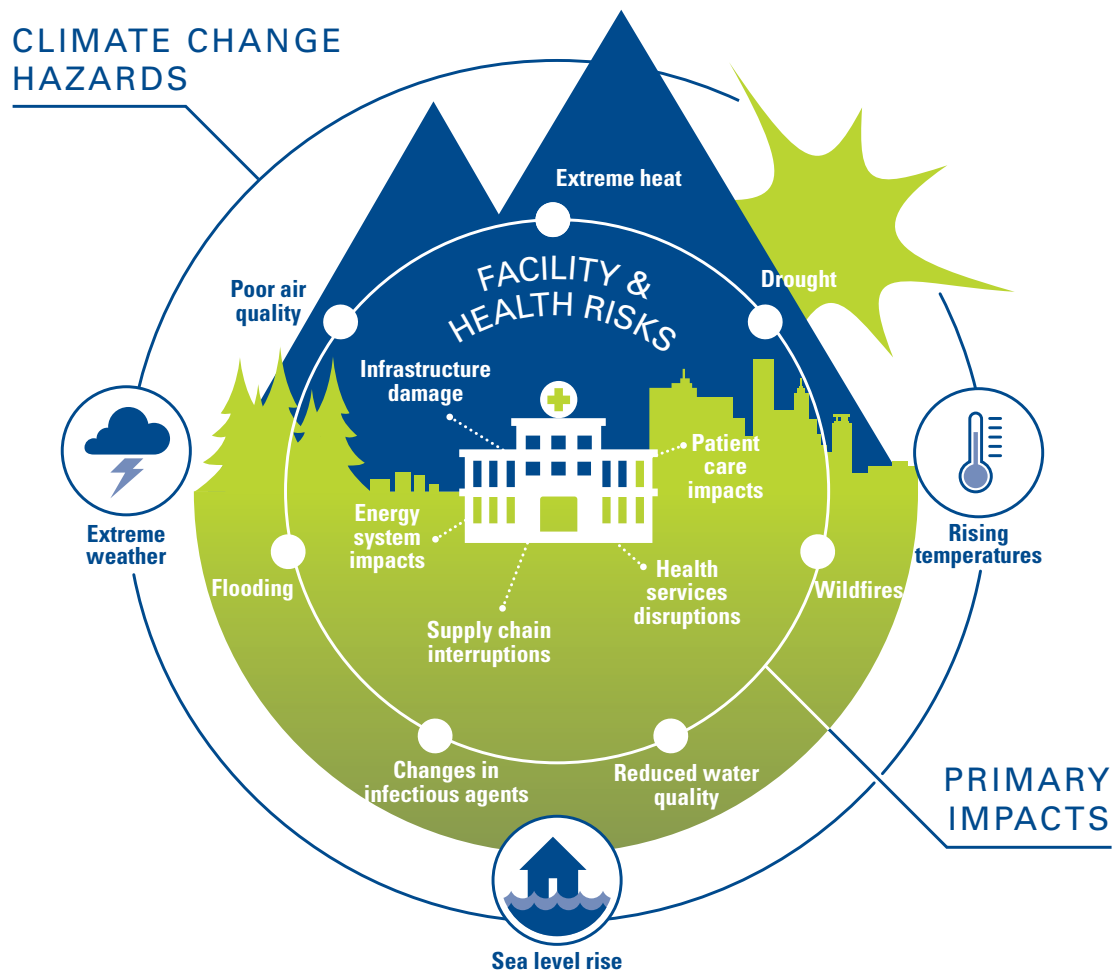 CLIMATE CHANGE
HAZARDS
Extreme heat
FACILITY &
HEALTH RISKS
Drought
Poor air
quality
Infrastructure
damage
Patient
care
impacts
Energy
system
impacts
Extreme
weather
Rising
temperatures
Flooding
Health
services
disruptions
Wildfires
Supply chain
interruptions
Changes in
infectious agents
Reduced water
quality
PRIMARY
IMPACTS
Sea level rise